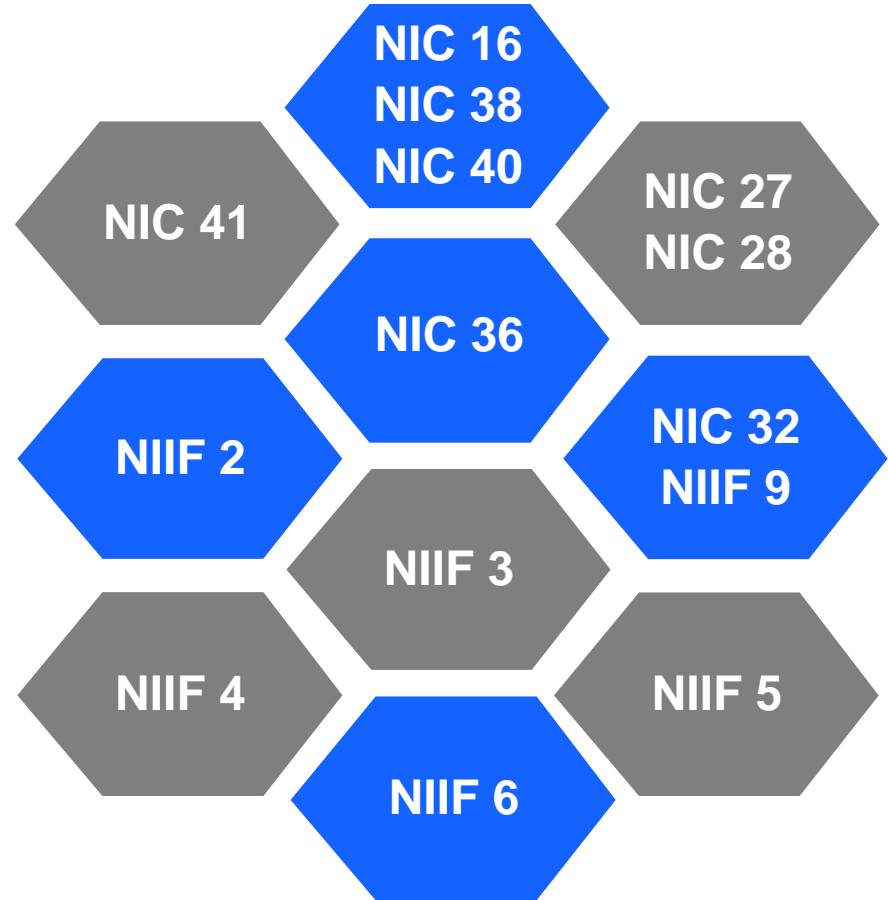 NIC 16
NIC 38
NIC 40
NIC 41
NIC 27
NIC 28
NIC 36
NIIF 2
NIC 32
NIIF 9
NIIF 3
NIIF 4
NIIF 5
NIIF 6